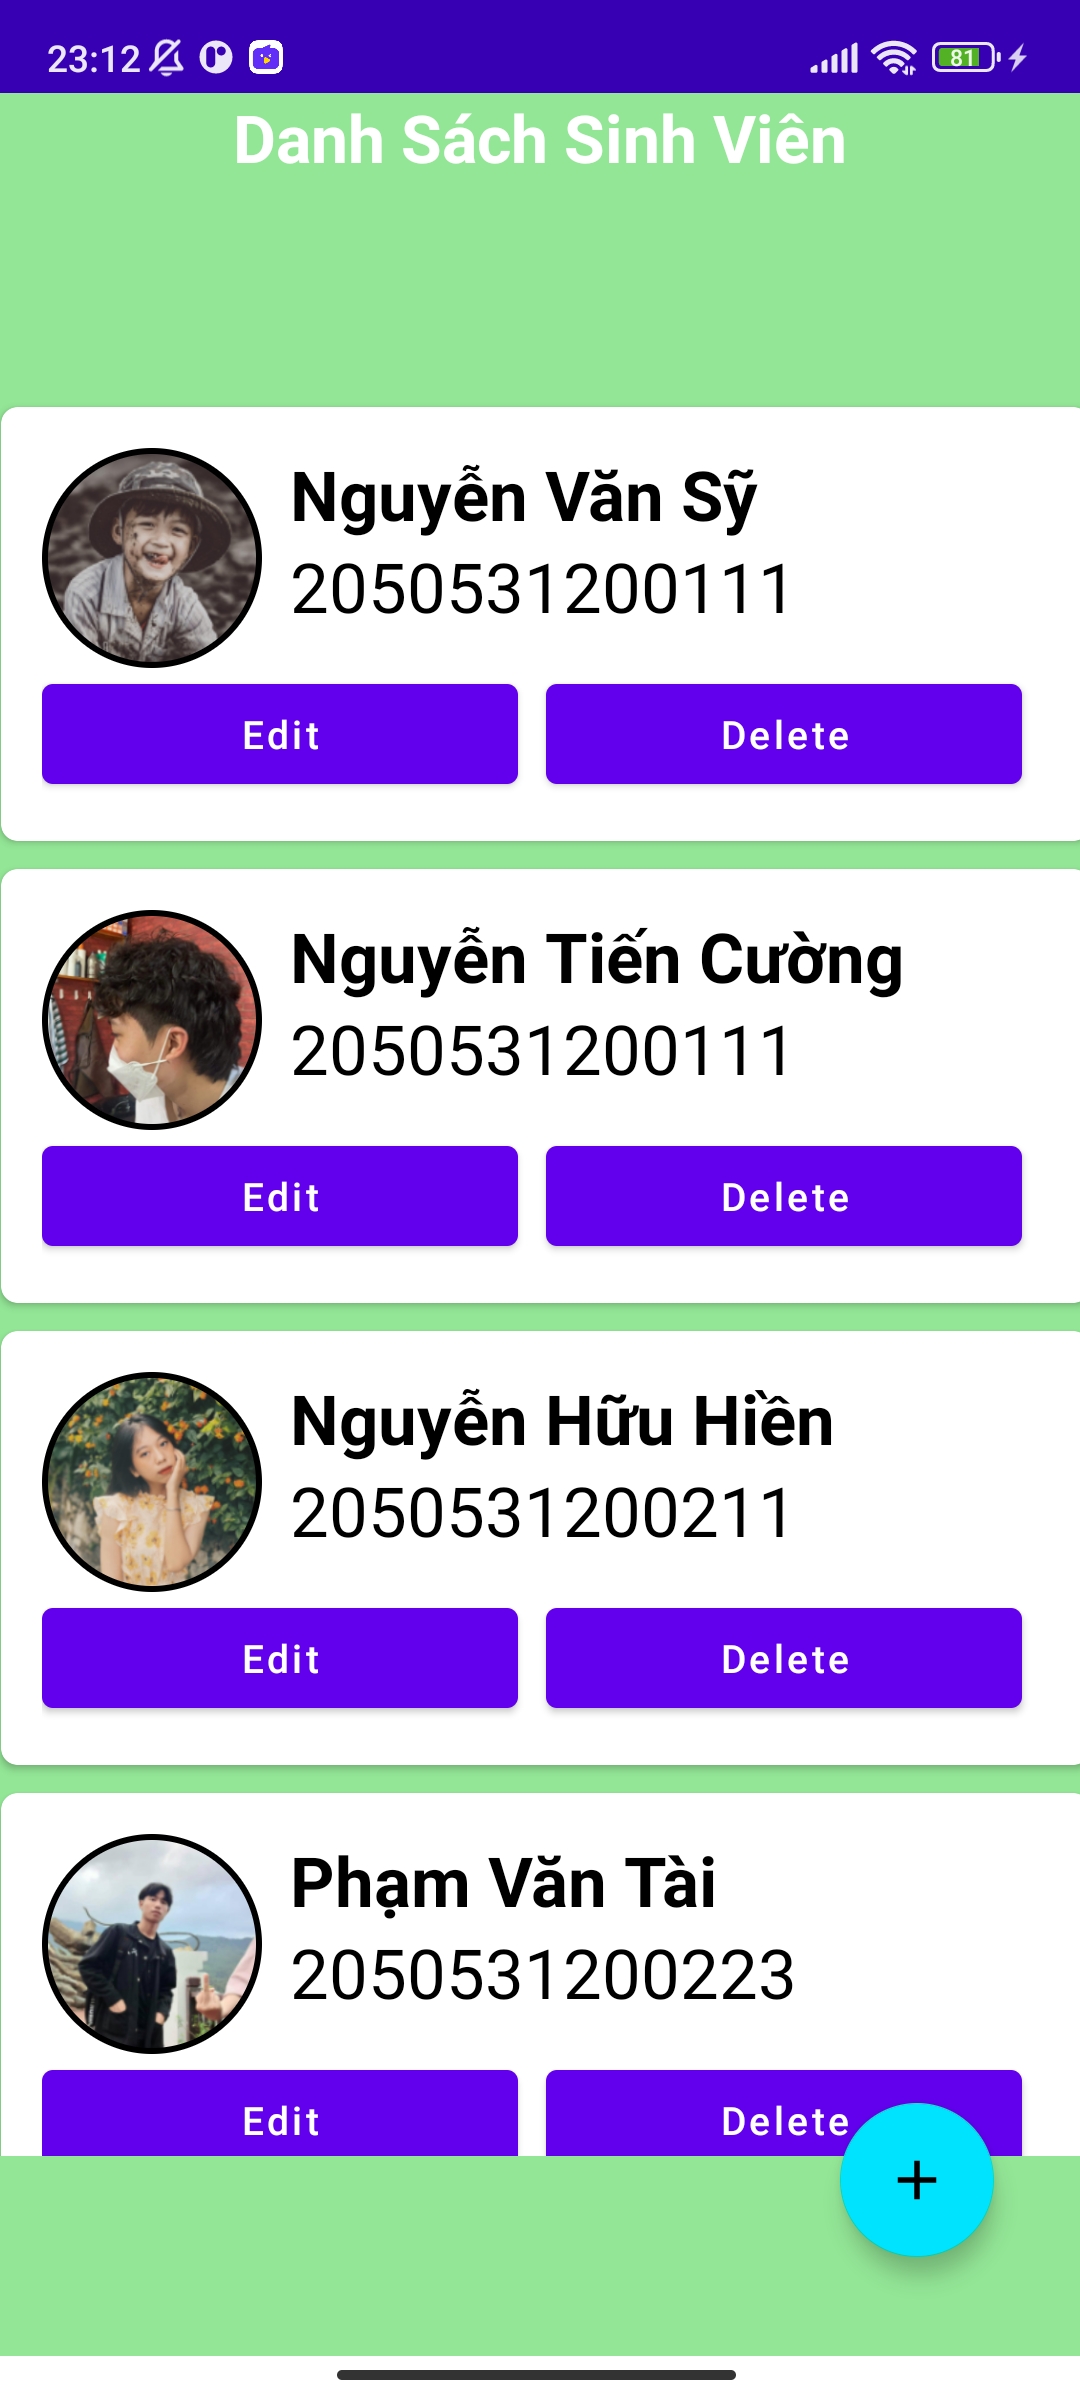 23:12
81
Danh Sách Sinh Viên
Nguyễn Văn Sỹ
2050531200111
Edit Delete
Nguyễn Tiến Cường
2050531200111
Edit Delete
Nguyễn Hữu Hiền
2050531200211
Edit Delete
Phạm Văn Tài
2050531200223
Edit Delete
+